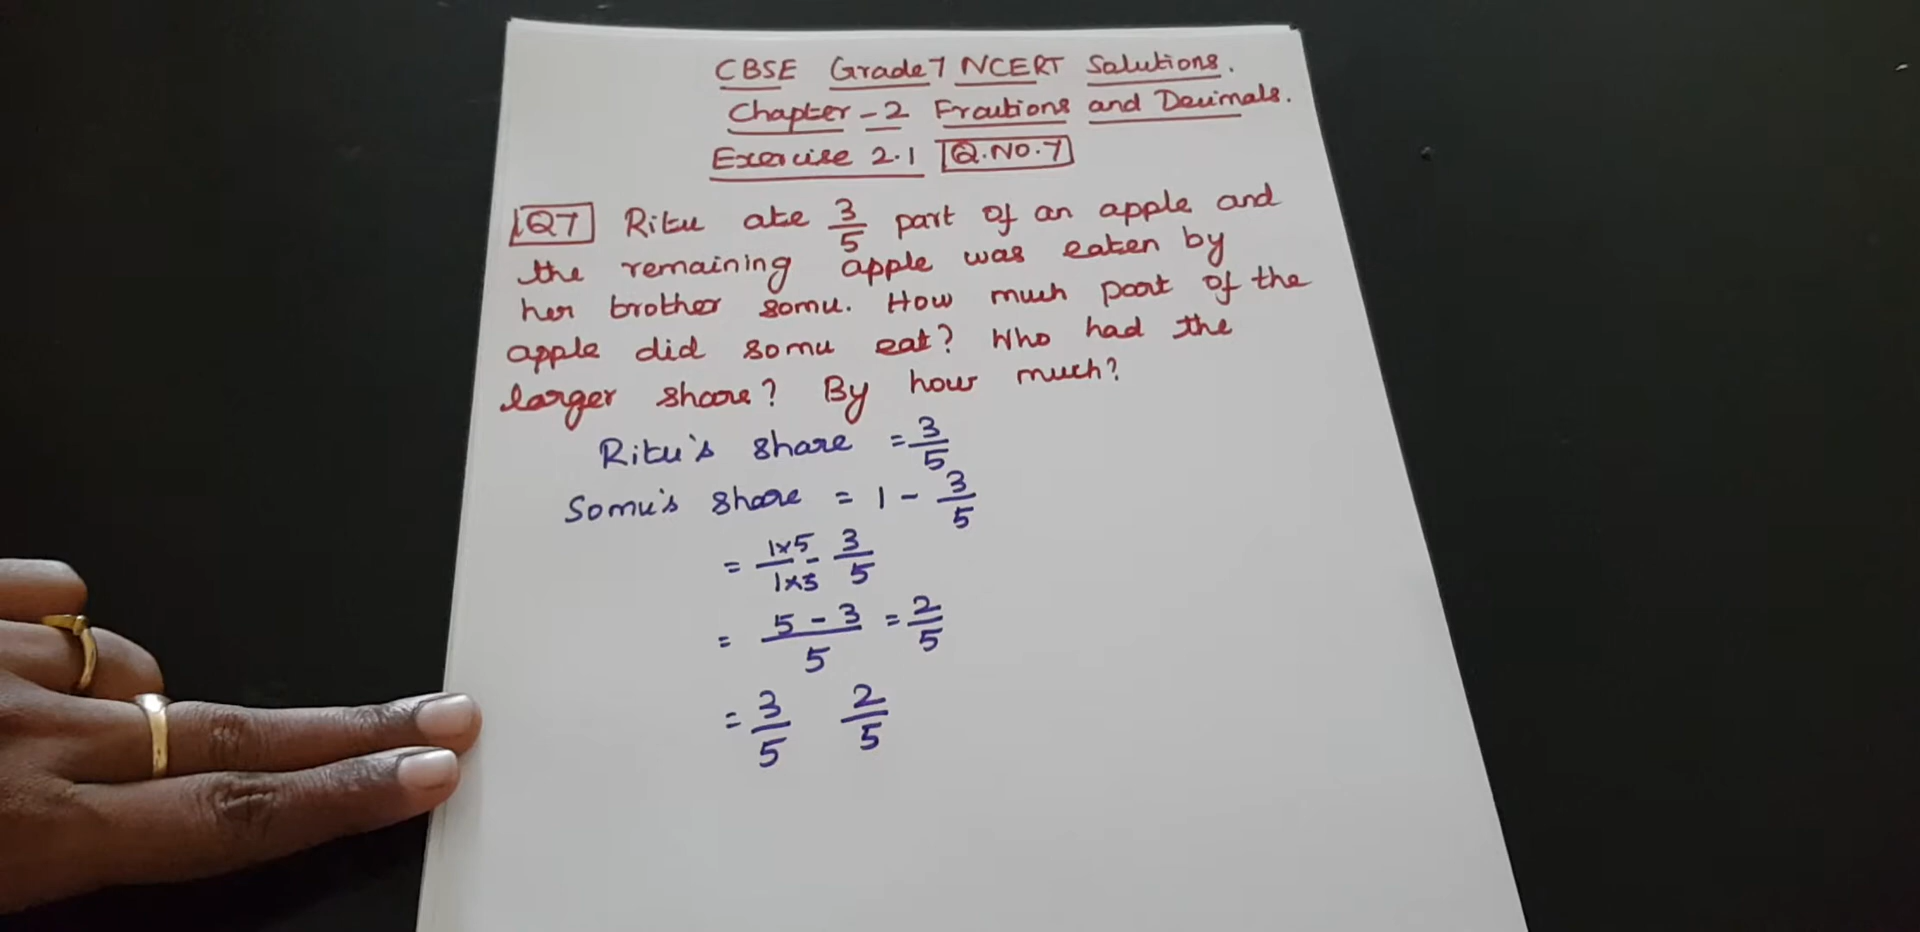 CBSE Grade 7 NCERT Solutions.
Chapter - 2 Fractions and Decimals.
Exercise 2.1 Q.NO.7
Q7 Ritu ate 3/5 part of an apple and
the remaining apple was eaten by
her brother somu. How much part of the
apple did somu eat? Who had the
larger share? By how much?
Ritu's share = 3/5
Somu's share = 1 - 3/5
= 1×5/1×5 - 3/5
= 5-3/5 = 2/5
= 3/5 2/5